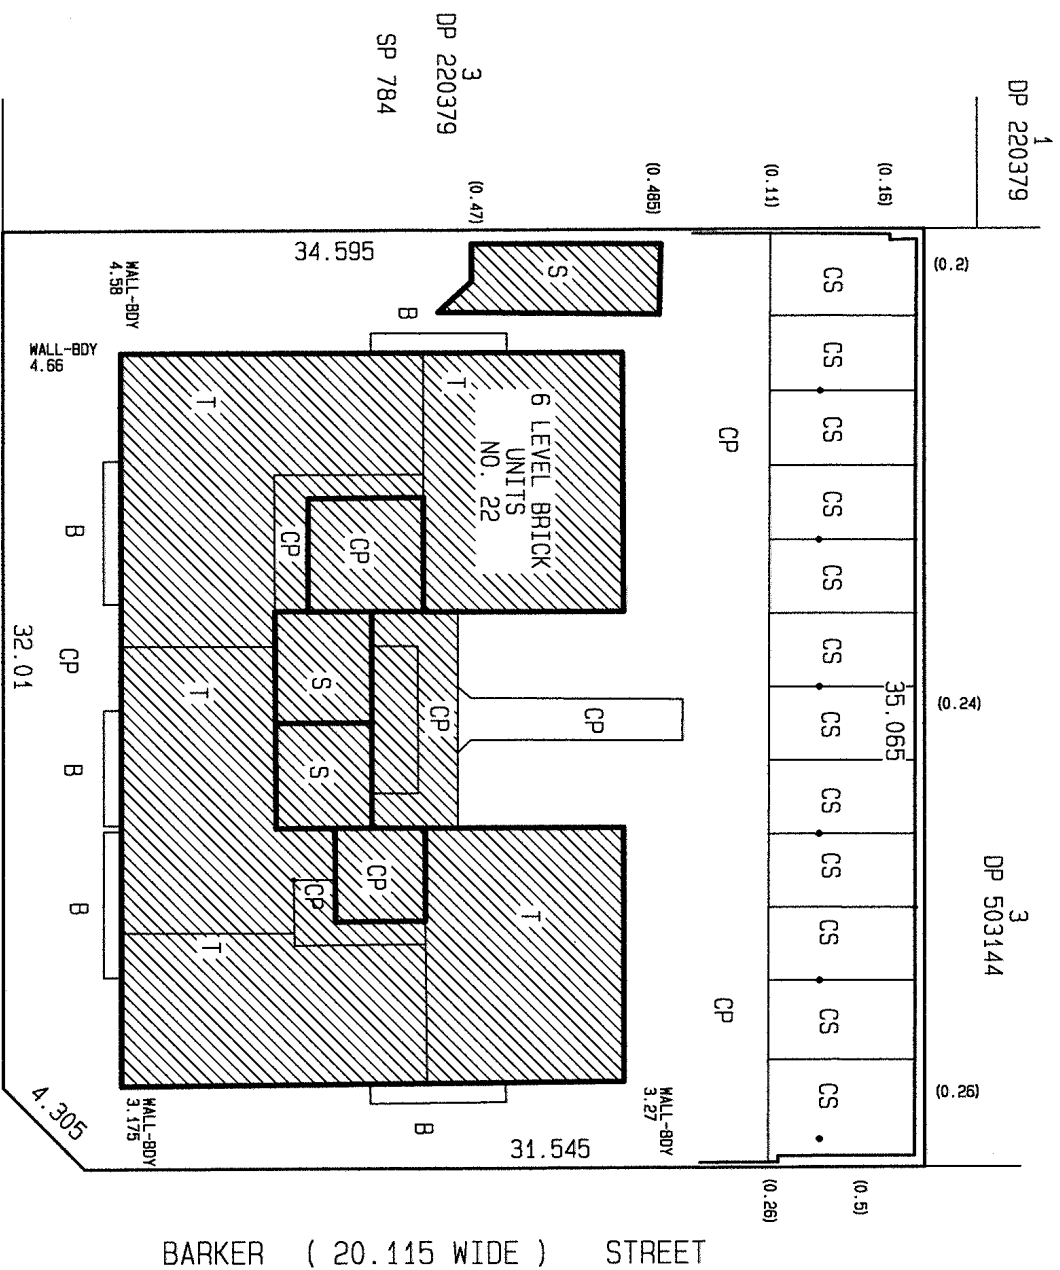 1
DP 220379
3
DP 220379
SP 784
(0.47)
(0.485)
(0.11)
(0.16)
(0.2)
34.595
WALL-BDY
4.58
WALL-BDY
4.66
B
S
CS
CS
CS
CS
CS
CS
CS
CS
CS
CS
CS
CS
CP
CP
35.065
(0.24)
(0.26)
3
DP 503144
T
T
6 LEVEL BRICK
UNITS
NO. 22
CP
CP
B
T
S
S
CP
CP
CP
B
32.01
B
CP
CP
T
T
B
WALL-BDY
3.27
WALL-BDY
3.175
B
31.545
4.305
(0.26)
(0.5)
BARKER ( 20.115 WIDE ) STREET